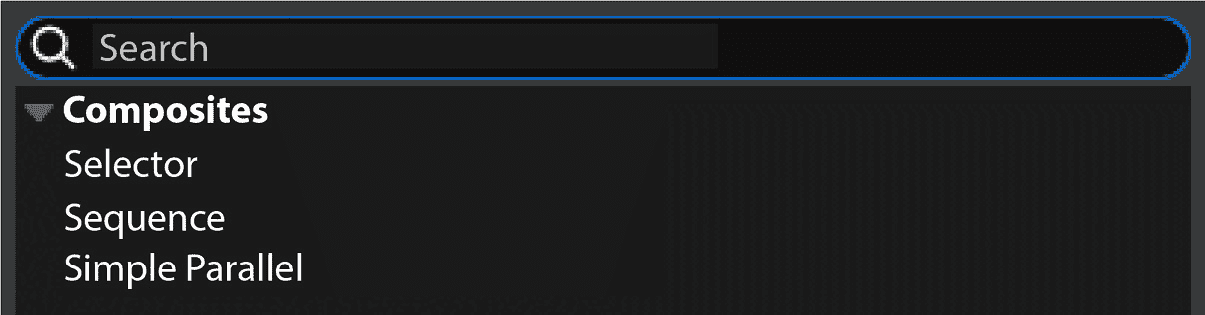 Search
Composites
Selector
Sequence
Simple Parallel